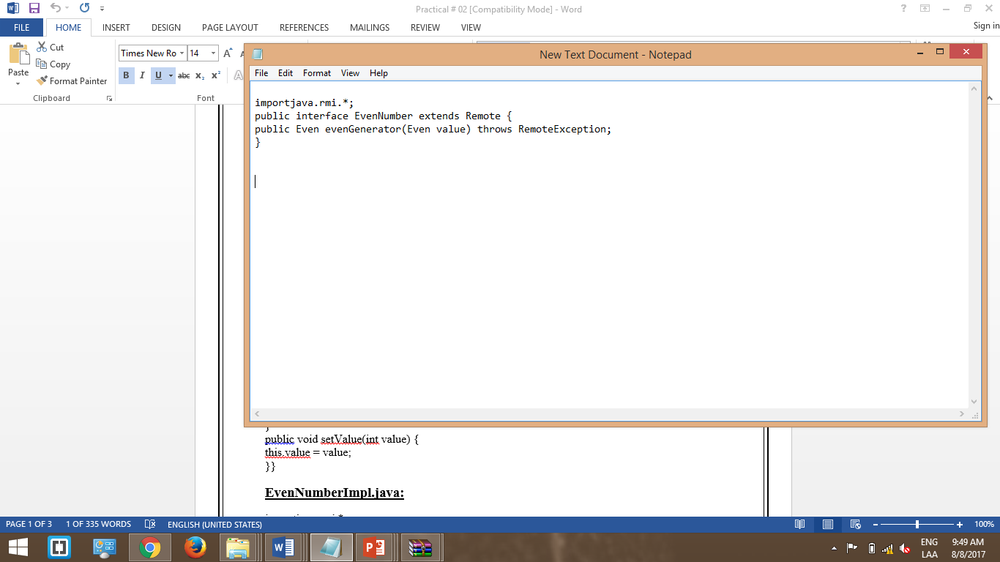 Practical # 02 [Compatibility Mode] - Word
FILE HOME INSERT DESIGN PAGE LAYOUT REFERENCES MAILINGS REVIEW VIEW Sign in
Paste
Cut
Copy
Format Painter
Clipboard
Times New Ro 14
B I U abc x₂ x² A
Font
New Text Document - Notepad
File Edit Format View Help
importjava.rmi.*;
public interface EvenNumber extends Remote {
public Even evenGenerator(Even value) throws RemoteException;
}
public void setValue(int value) {
this.value = value;
}}
EvenNumberImpl.java:
PAGE 1 OF 3 1 OF 335 WORDS ENGLISH (UNITED STATES) 100%
ENG 9:49 AM
LAA 8/8/2017